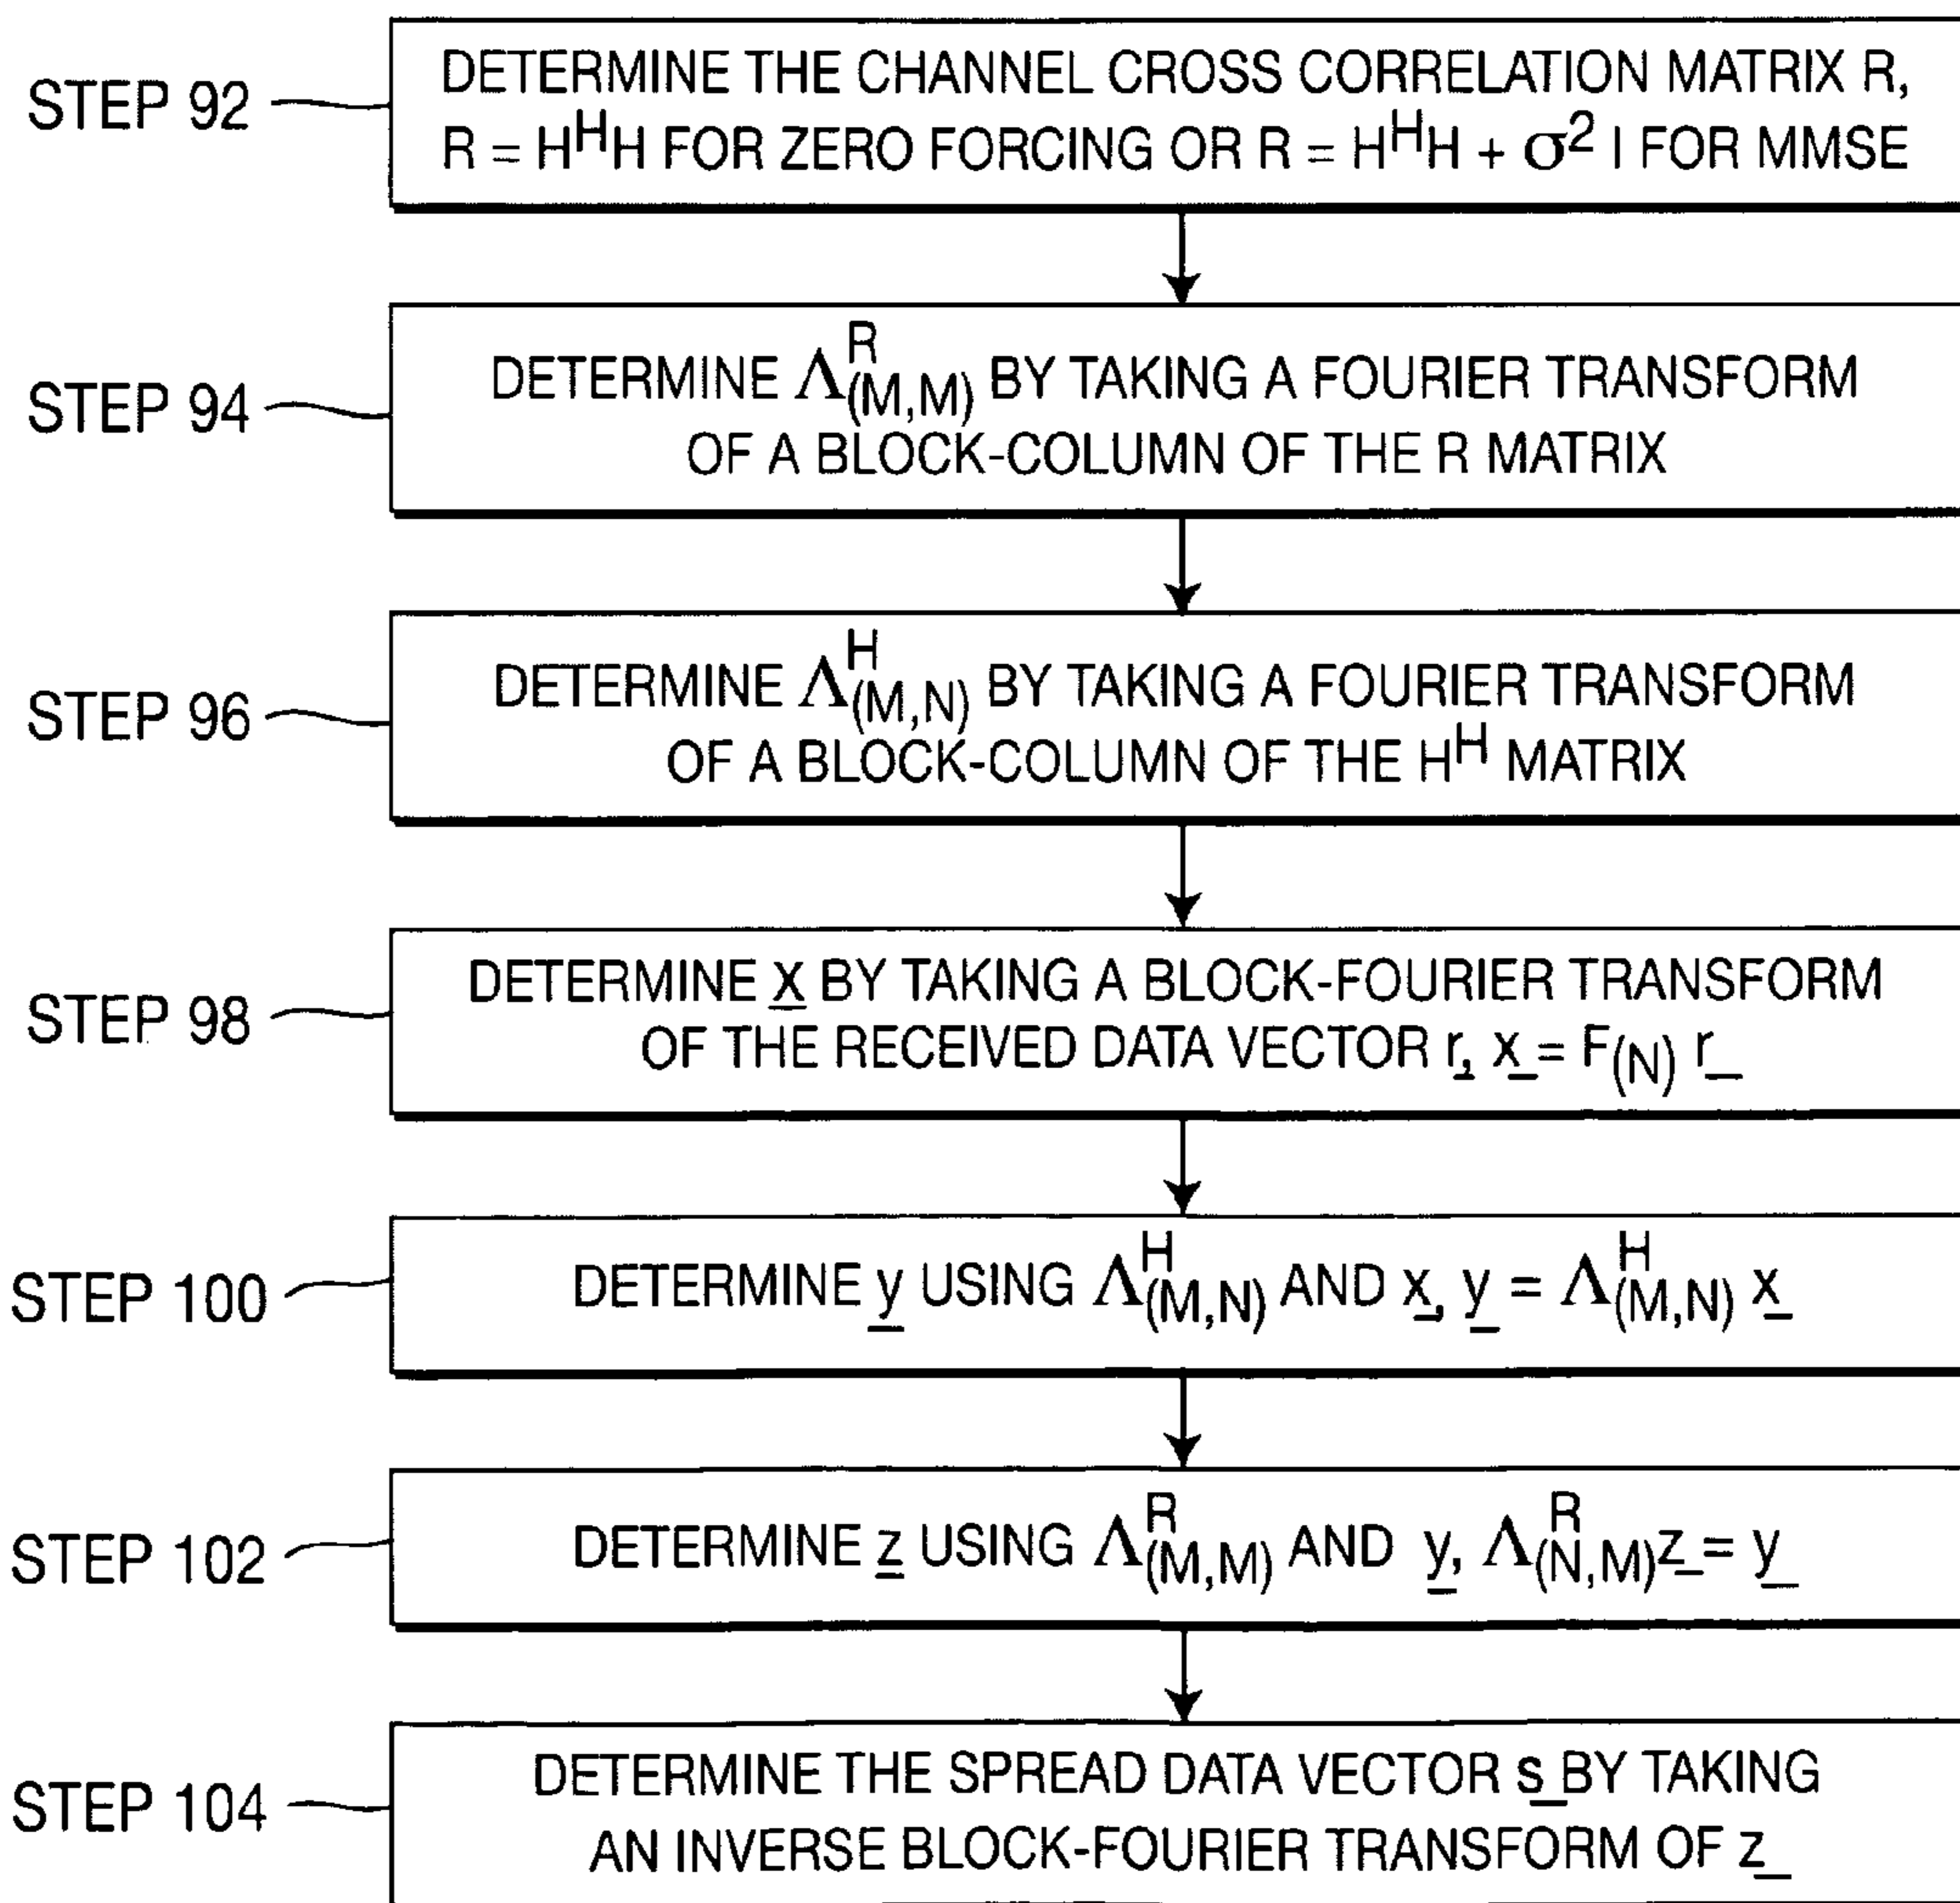 STEP 92
DETERMINE THE CHANNEL CROSS CORRELATION MATRIX R,
R = H^H H FOR ZERO FORCING OR R = H^H H + σ² I FOR MMSE
STEP 94
DETERMINE Λ^R_(M,M) BY TAKING A FOURIER TRANSFORM
OF A BLOCK-COLUMN OF THE R MATRIX
STEP 96
DETERMINE Λ^H_(M,N) BY TAKING A FOURIER TRANSFORM
OF A BLOCK-COLUMN OF THE H^H MATRIX
STEP 98
DETERMINE x BY TAKING A BLOCK-FOURIER TRANSFORM
OF THE RECEIVED DATA VECTOR r, x = F_(N) r
STEP 100
DETERMINE y USING Λ^H_(M,N) AND x, y = Λ^H_(M,N) x
STEP 102
DETERMINE z USING Λ^R_(M,M) AND y, Λ^R_(N,M) z = y
STEP 104
DETERMINE THE SPREAD DATA VECTOR s BY TAKING
AN INVERSE BLOCK-FOURIER TRANSFORM OF z